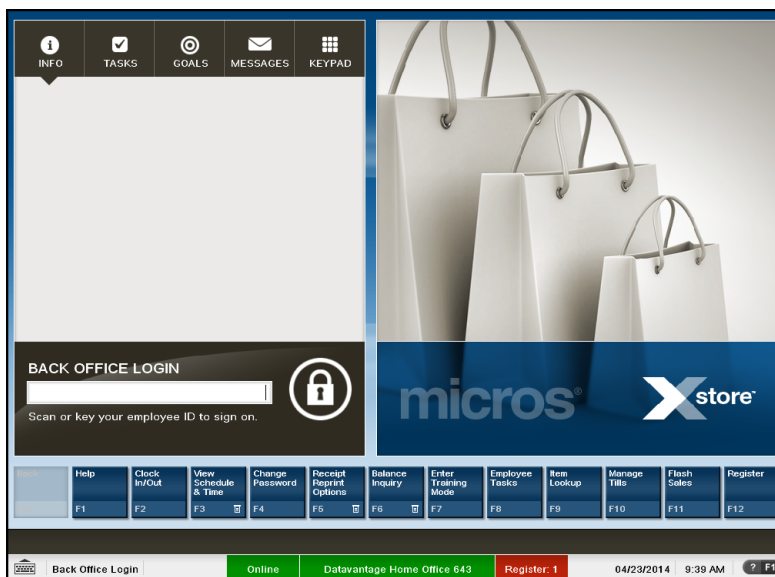 INFO TASKS GOALS MESSAGES KEYPAD
BACK OFFICE LOGIN
Scan or key your employee ID to sign on.
micros® Xstore™
Help
F1
Clock
In/Out
F2
View
Schedule
& Time
F3
Change
Password
F4
Receipt
Reprint
Options
F5
Balance
Inquiry
F6
Enter
Training
Mode
F7
Employee
Tasks
F8
Item
Lookup
F9
Manage
Tills
F10
Flash
Sales
F11
Register
F12
Back Office Login Online Datavantage Home Office 643 Register: 1 04/23/2014 9:39 AM ? F1